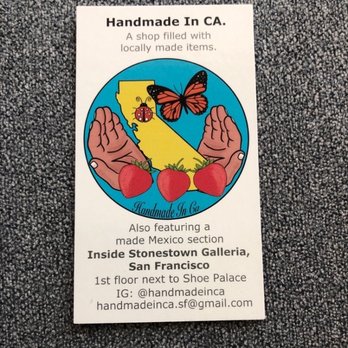 Handmade In CA.
A shop filled with
locally made items.
Handmade In Ca
Also featuring a
made Mexico section
Inside Stonestown Galleria,
San Francisco
1st floor next to Shoe Palace
IG: @handmadeinca
handmadeinca.sf@gmail.com